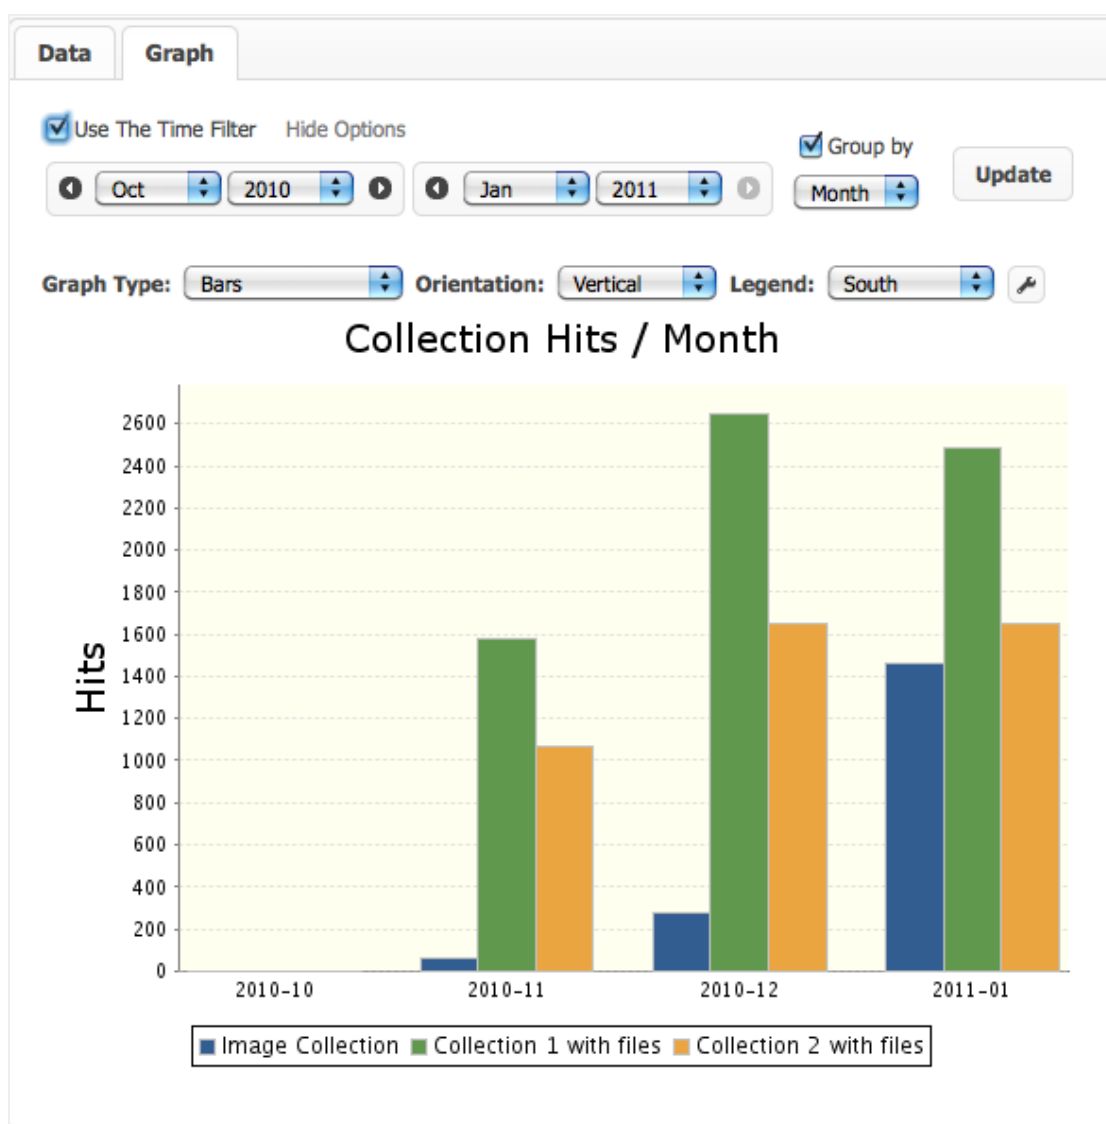 Data Graph
Use The Time Filter Hide Options
Group by
Oct 2010 Jan 2011 Month Update
Graph Type: Bars Orientation: Vertical Legend: South
Collection Hits / Month
2600
2400
2200
2000
1800
1600
1400
1200
1000
800
600
400
200
0
Hits
2010-10 2010-11 2010-12 2011-01
Image Collection Collection 1 with files Collection 2 with files